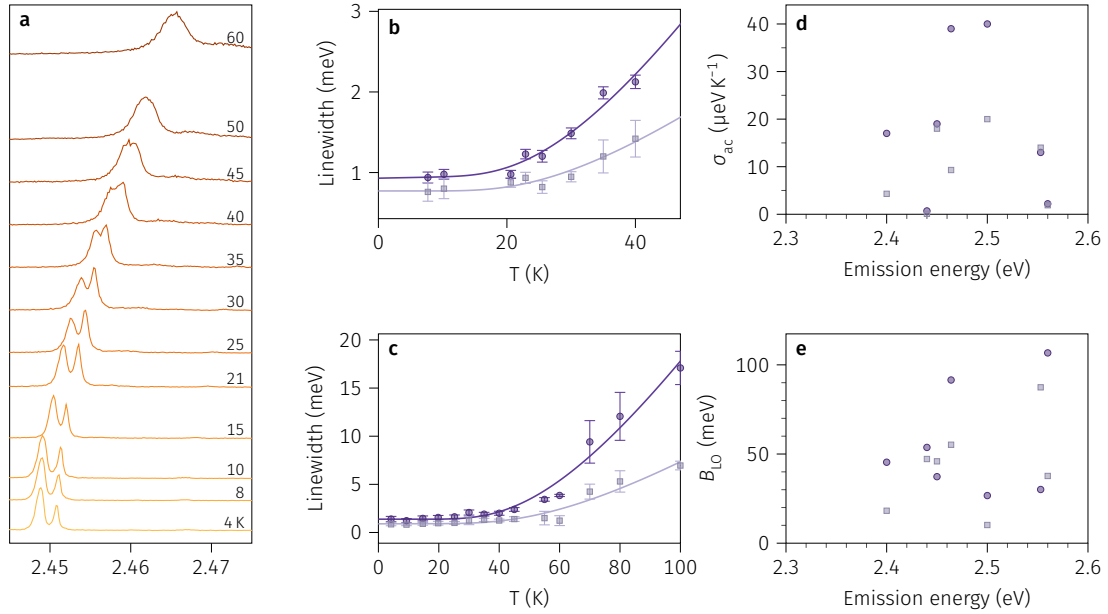 a
60
50
45
40
35
30
25
21
15
10
8
4 K
2.45 2.46 2.47
b
Linewidth (meV)
3
2
1
0
0 20 40
T (K)
c
Linewidth (meV)
20
15
10
5
0
0 20 40 60 80 100
T (K)
d
σac (μeV K−1)
40
30
20
10
0
2.3 2.4 2.5 2.6
Emission energy (eV)
e
BLO (meV)
100
50
0
2.3 2.4 2.5 2.6
Emission energy (eV)